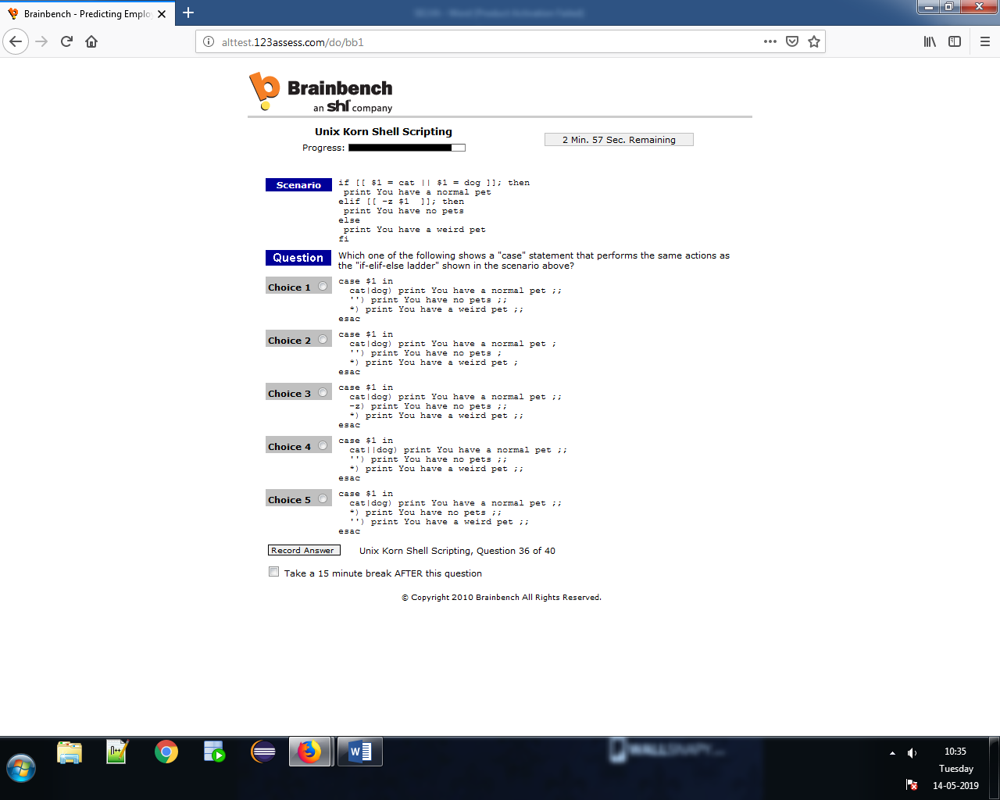 Brainbench - Predicting Emplo
alttest.123assess.com/do/bb1
Brainbench
an shl company
Unix Korn Shell Scripting
Progress:
2 Min. 57 Sec. Remaining
Scenario
if [[ $1 = cat || $1 = dog ]]; then
print You have a normal pet
elif [[ -z $1 ]]; then
print You have no pets
else
print You have a weird pet
fi
Question
Which one of the following shows a "case" statement that performs the same actions as
the "if-elif-else ladder" shown in the scenario above?
Choice 1
case $1 in
cat|dog) print You have a normal pet ;;
'') print You have no pets ;;
*) print You have a weird pet ;;
esac
Choice 2
case $1 in
cat|dog) print You have a normal pet ;
'') print You have no pets ;
*) print You have a weird pet ;
esac
Choice 3
case $1 in
cat|dog) print You have a normal pet ;;
-z) print You have no pets ;;
*) print You have a weird pet ;;
esac
Choice 4
case $1 in
cat||dog) print You have a normal pet ;;
'') print You have no pets ;;
*) print You have a weird pet ;;
esac
Choice 5
case $1 in
cat|dog) print You have a normal pet ;;
*) print You have no pets ;;
'') print You have a weird pet ;;
esac
Record Answer
Unix Korn Shell Scripting, Question 36 of 40
Take a 15 minute break AFTER this question
© Copyright 2010 Brainbench All Rights Reserved.
WALLSNAPY
10:35
Tuesday
14-05-2019